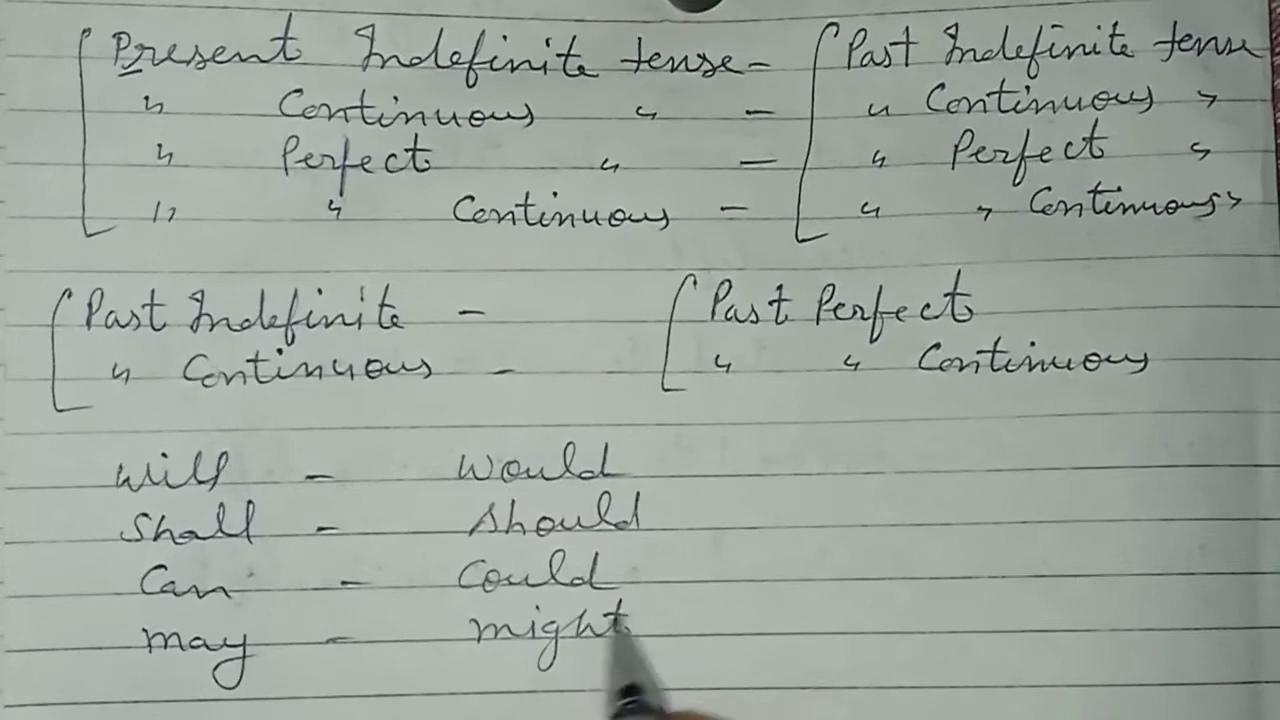 Present Indefinite tense - Past Indefinite tense
" Continuous " - " Continuous "
" Perfect " - " Perfect "
" " Continuous - " " Continuous "
Past Indefinite - Past Perfect
" Continuous - " " Continuous
Will - Would
Shall - Should
Can - Could
may - might